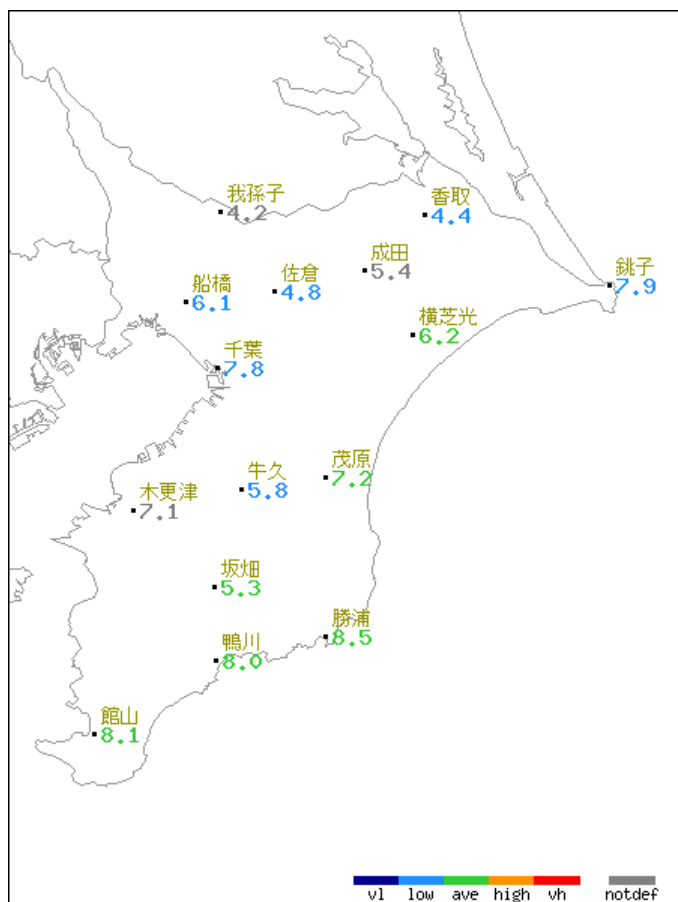 我孫子
4.2
香取
4.4
成田
5.4
佐倉
4.8
船橋
6.1
銚子
7.9
横芝光
6.2
千葉
7.8
茂原
7.2
牛久
5.8
木更津
7.1
坂畑
5.3
勝浦
8.5
鴨川
8.0
館山
8.1
vl low ave high vh notdef